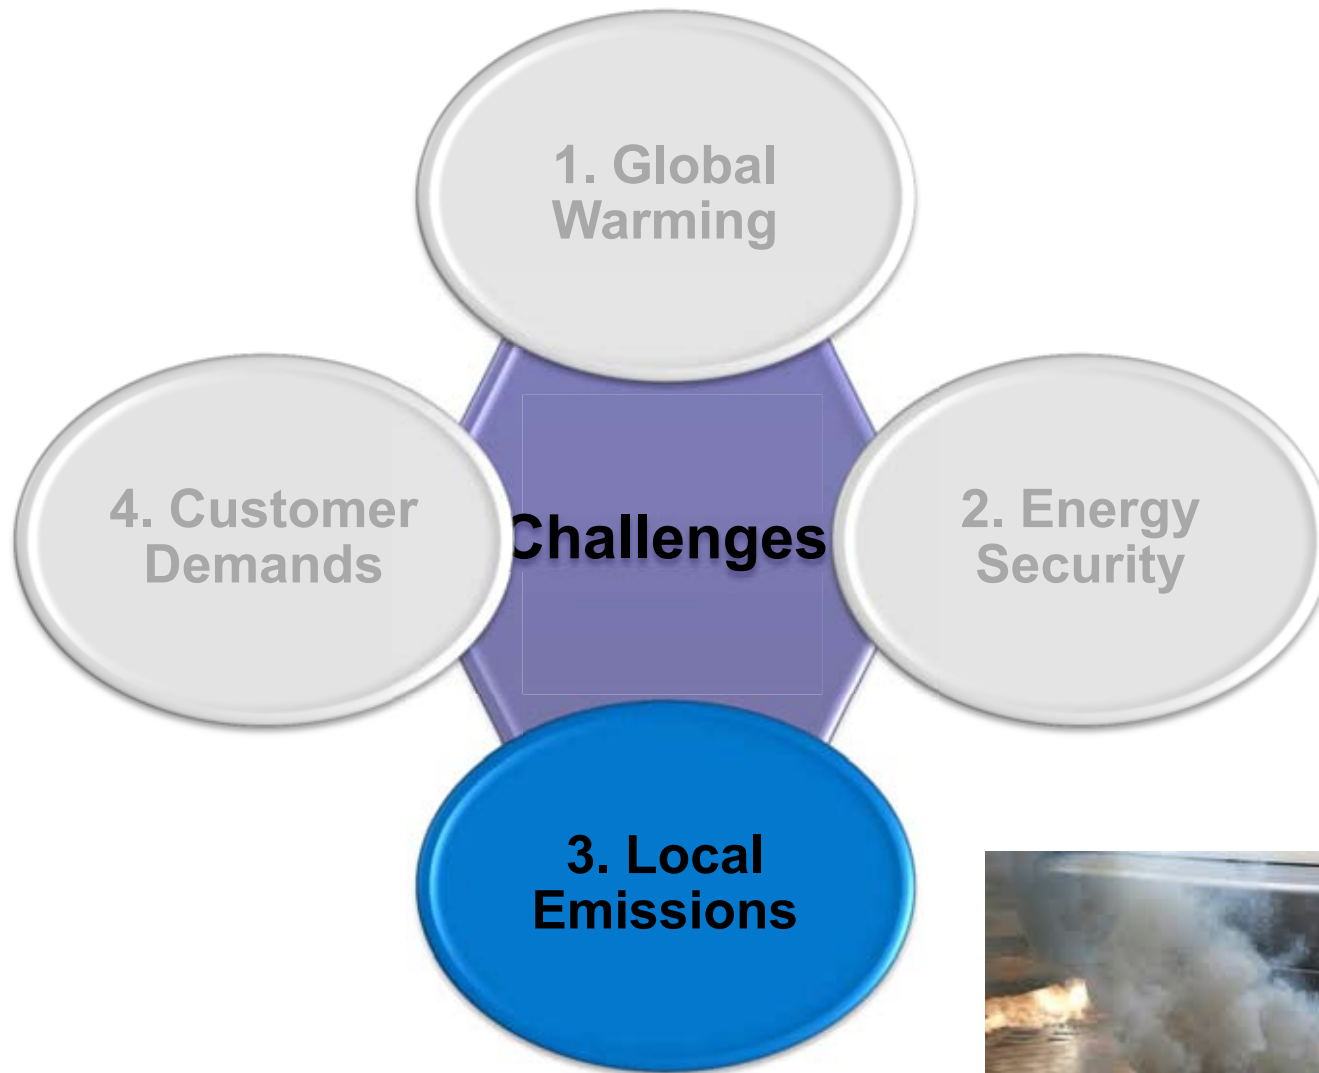 1. Global
Warming
4. Customer
Demands
Challenges
2. Energy
Security
3. Local
Emissions